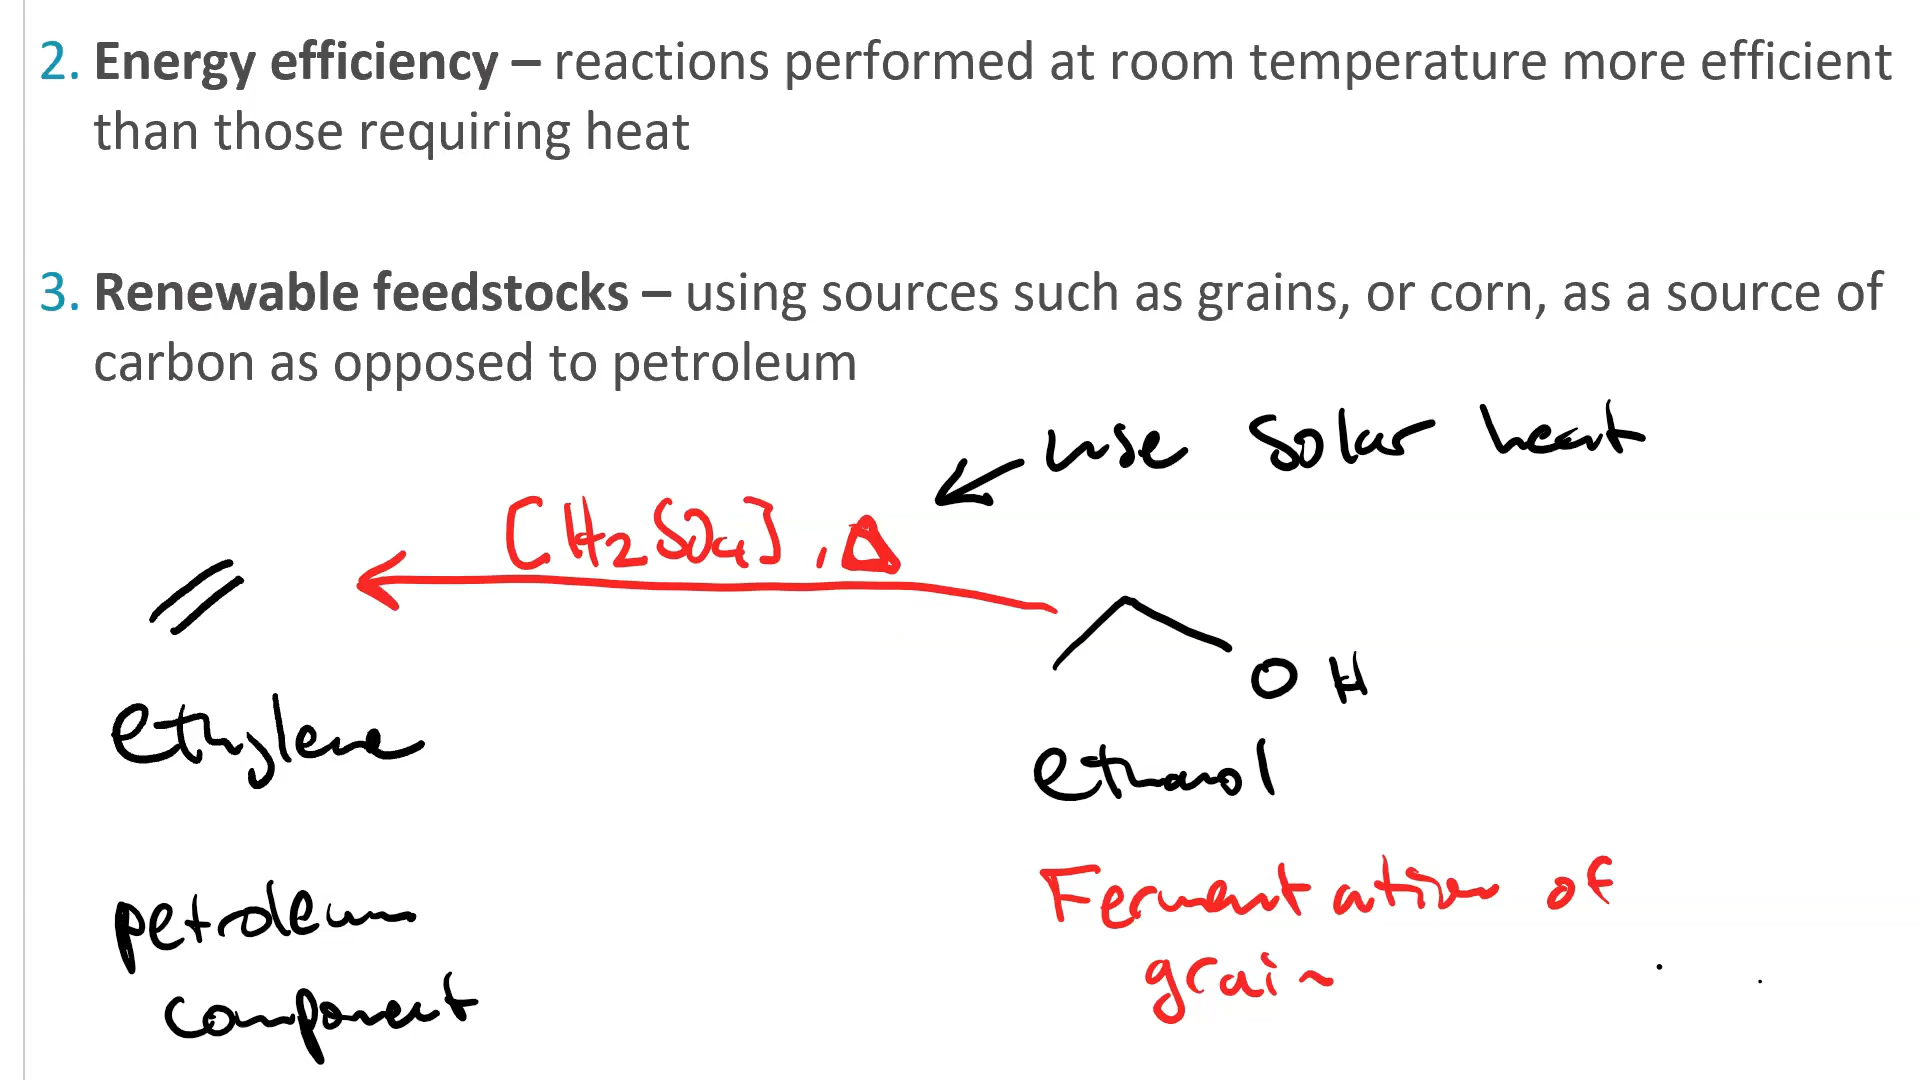 2. Energy efficiency – reactions performed at room temperature more efficient
than those requiring heat
3. Renewable feedstocks – using sources such as grains, or corn, as a source of
carbon as opposed to petroleum
use solar heat
[H₂SO₄], Δ
OH
ethylene
ethanol
petroleum
component
Fermentation of
grain